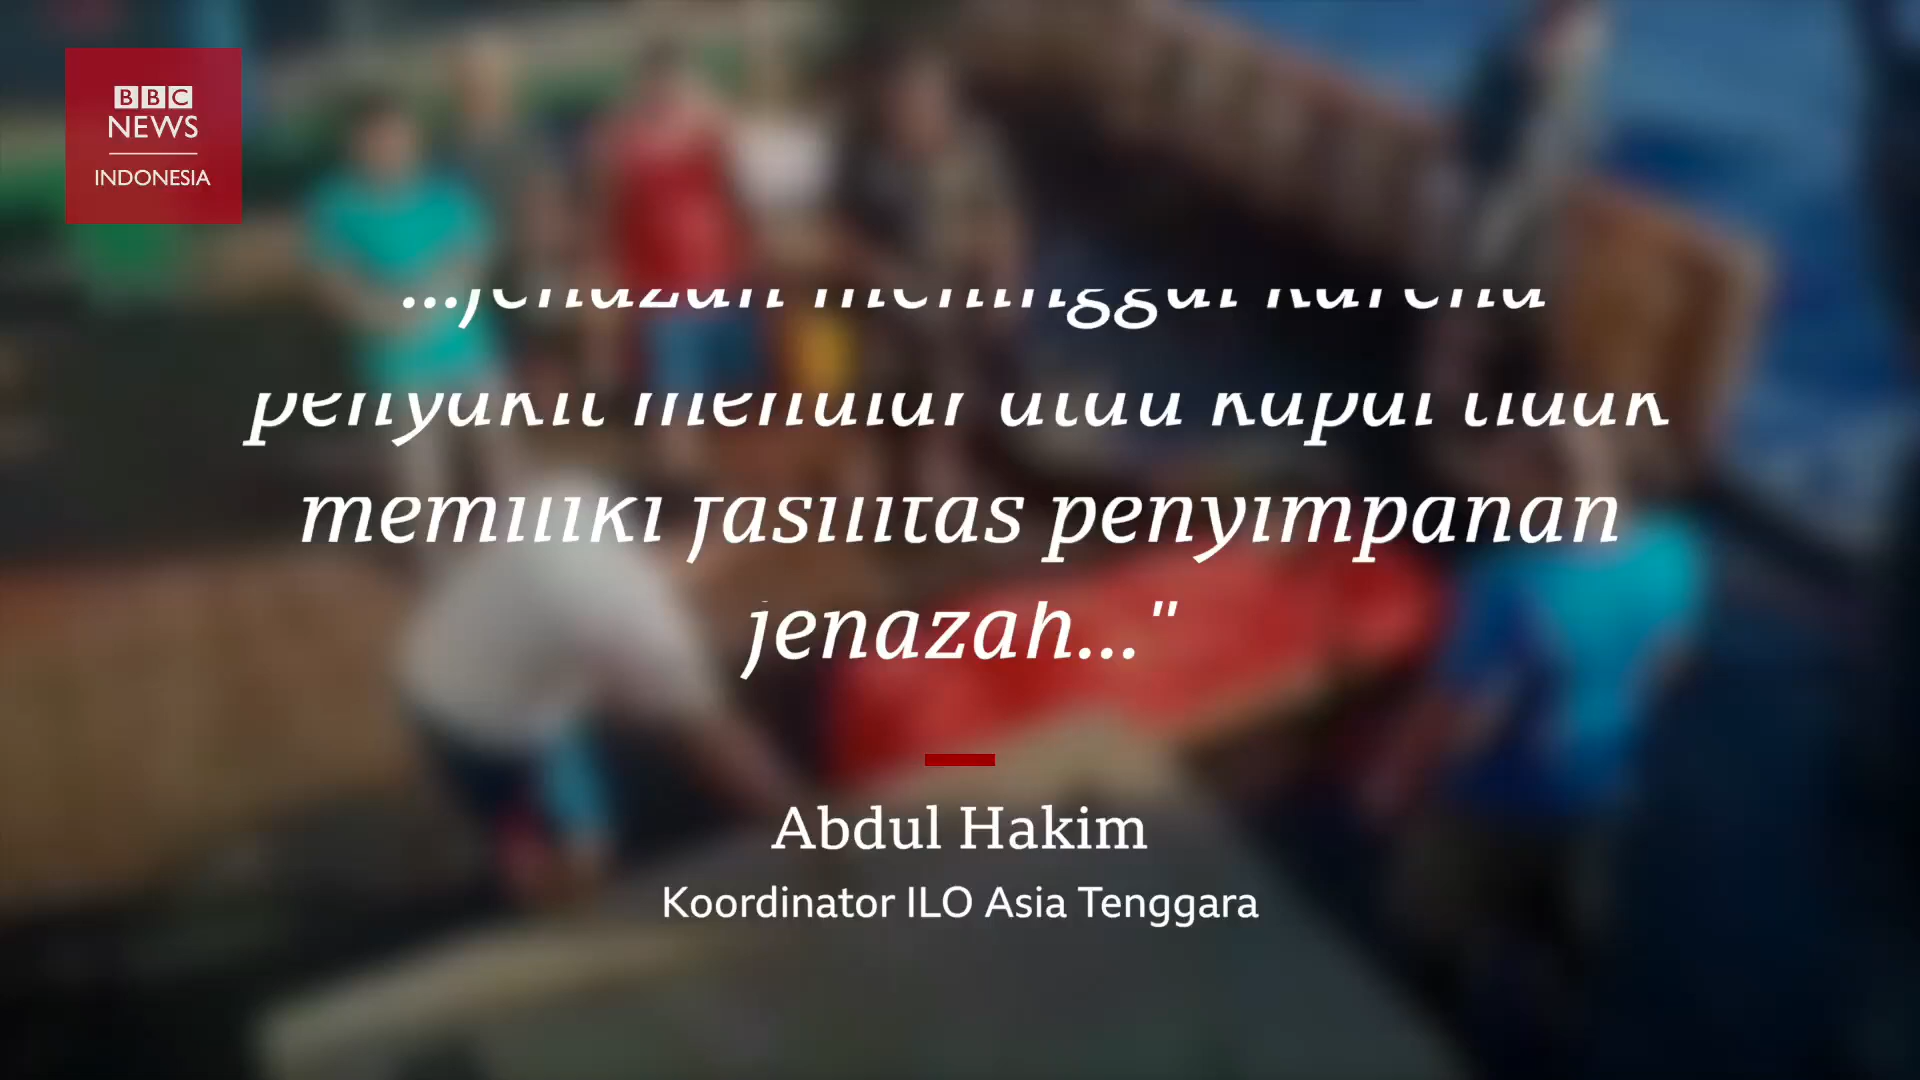 BBC
NEWS
INDONESIA
...jenazah meninggal karena
penyakit menular atau kapal tidak
memiliki fasilitas penyimpanan
jenazah..."
Abdul Hakim
Koordinator ILO Asia Tenggara